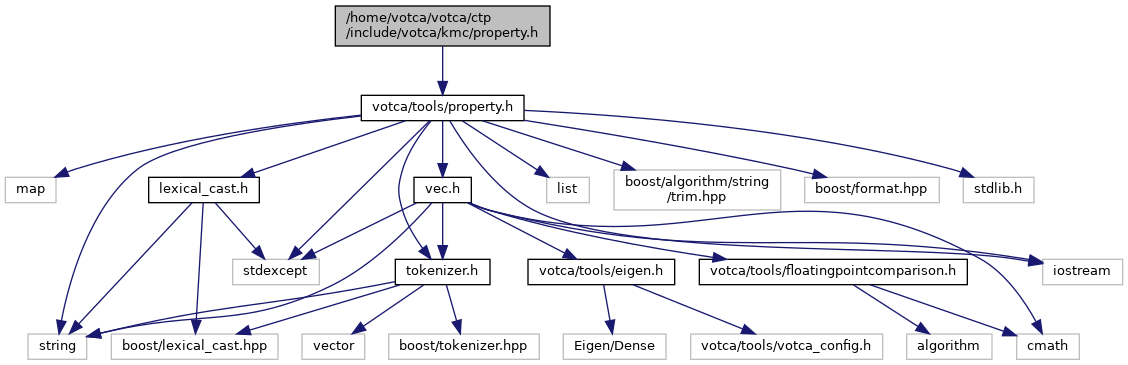 /home/votca/votca/ctp
/include/votca/kmc/property.h
votca/tools/property.h
map
lexical_cast.h
vec.h
list
boost/algorithm/string
/trim.hpp
boost/format.hpp
stdlib.h
stdexcept
tokenizer.h
votca/tools/eigen.h
votca/tools/floatingpointcomparison.h
iostream
string
boost/lexical_cast.hpp
vector
boost/tokenizer.hpp
Eigen/Dense
votca/tools/votca_config.h
algorithm
cmath